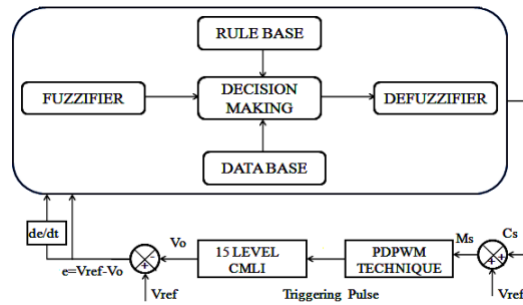 RULE BASE
FUZZIFIER
DECISION
MAKING
DEFUZZIFIER
DATA BASE
de/dt
e=Vref-Vo
Vo
15 LEVEL
CMLI
PDPWM
TECHNIQUE
Ms
Cs
Vref
Triggering Pulse
Vref